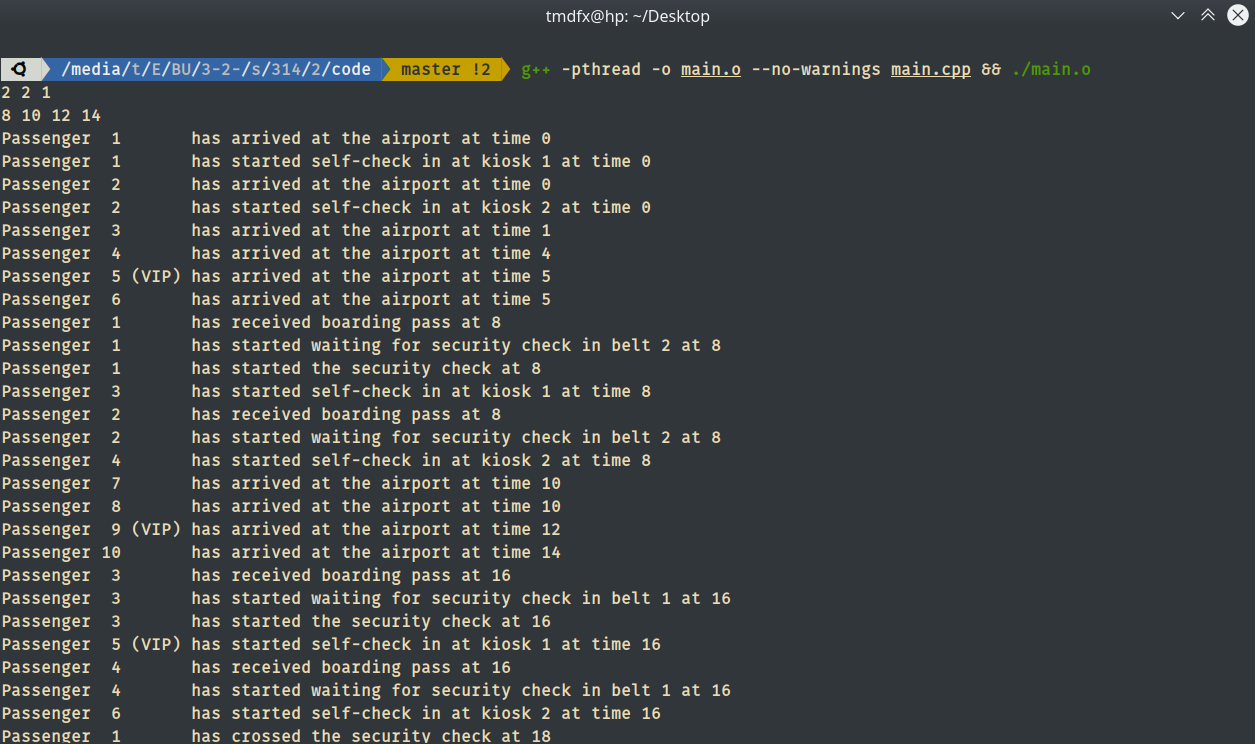 tmdfx@hp: ~/Desktop
/media/t/E/BU/3-2-/s/314/2/code master !2 g++ -pthread -o main.o --no-warnings main.cpp && ./main.o
2 2 1
8 10 12 14
Passenger  1       has arrived at the airport at time 0
Passenger  1       has started self-check in at kiosk 1 at time 0
Passenger  2       has arrived at the airport at time 0
Passenger  2       has started self-check in at kiosk 2 at time 0
Passenger  3       has arrived at the airport at time 1
Passenger  4       has arrived at the airport at time 4
Passenger  5 (VIP) has arrived at the airport at time 5
Passenger  6       has arrived at the airport at time 5
Passenger  1       has received boarding pass at 8
Passenger  1       has started waiting for security check in belt 2 at 8
Passenger  1       has started the security check at 8
Passenger  3       has started self-check in at kiosk 1 at time 8
Passenger  2       has received boarding pass at 8
Passenger  2       has started waiting for security check in belt 2 at 8
Passenger  4       has started self-check in at kiosk 2 at time 8
Passenger  7       has arrived at the airport at time 10
Passenger  8       has arrived at the airport at time 10
Passenger  9 (VIP) has arrived at the airport at time 12
Passenger 10       has arrived at the airport at time 14
Passenger  3       has received boarding pass at 16
Passenger  3       has started waiting for security check in belt 1 at 16
Passenger  3       has started the security check at 16
Passenger  5 (VIP) has started self-check in at kiosk 1 at time 16
Passenger  4       has received boarding pass at 16
Passenger  4       has started waiting for security check in belt 1 at 16
Passenger  6       has started self-check in at kiosk 2 at time 16
Passenger  1       has crossed the security check at 18